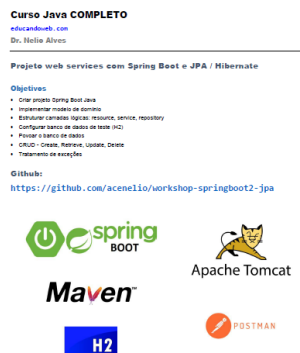 Curso Java COMPLETO
educandoweb.com
Dr. Nelio Alves
Projeto web services com Spring Boot e JPA / Hibernate
Objetivos
• Criar projeto Spring Boot Java
• Implementar modelo de domínio
• Estruturar camadas lógicas: resource, service, repository
• Configurar banco de dados de teste (H2)
• Povoar o banco de dados
• CRUD - Create, Retrieve, Update, Delete
• Tratamento de exceções
Github:
https://github.com/acenelio/workshop-springboot2-jpa
spring
BOOT
Apache Tomcat
Maven™
POSTMAN
H2